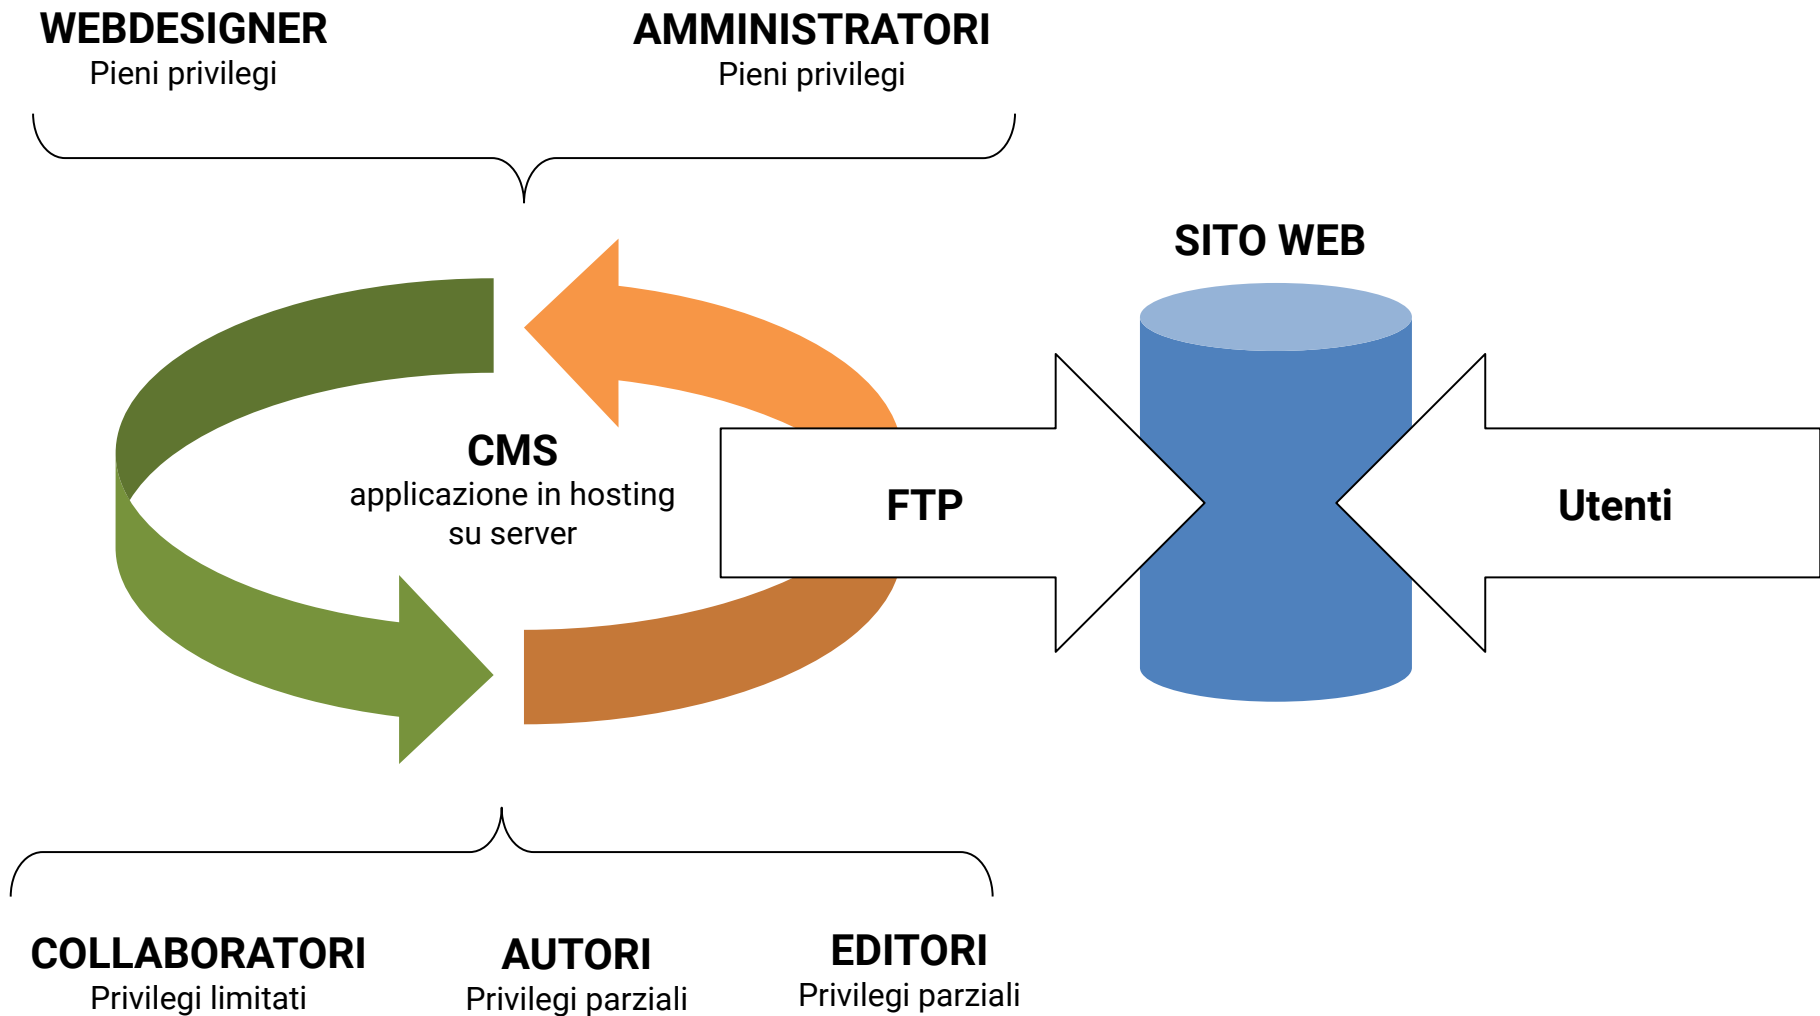 WEBDESIGNER
Pieni privilegi
AMMINISTRATORI
Pieni privilegi
SITO WEB
CMS
applicazione in hosting
su server
FTP
Utenti
COLLABORATORI
Privilegi limitati
AUTORI
Privilegi parziali
EDITORI
Privilegi parziali